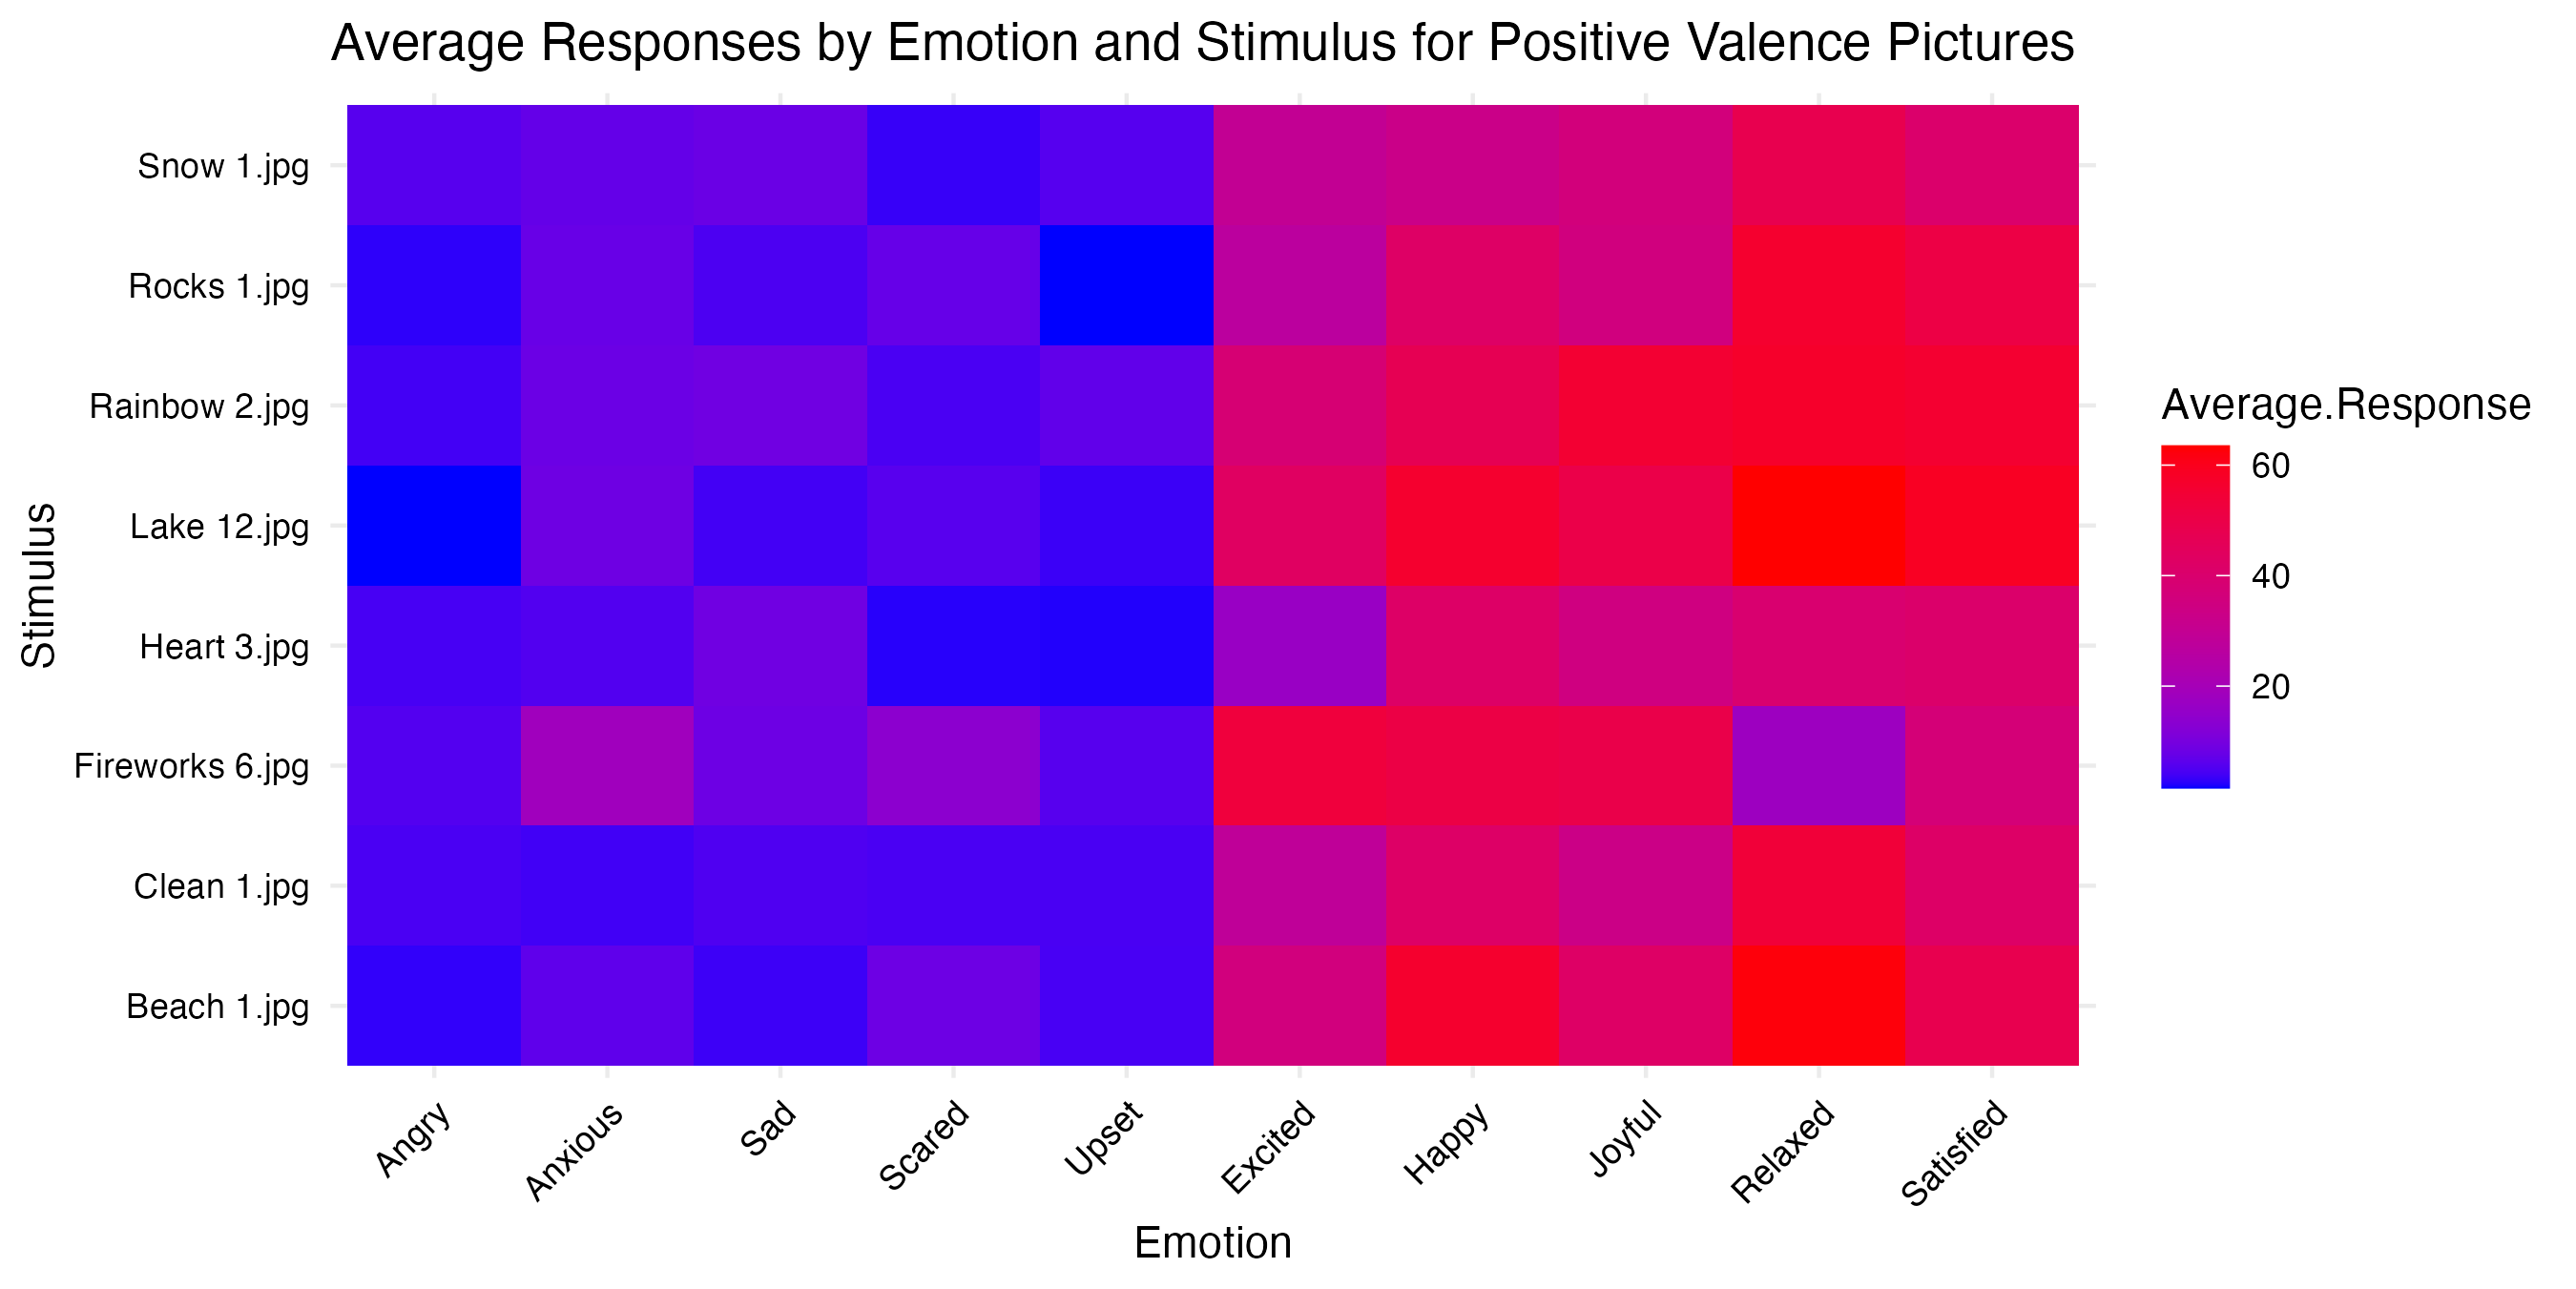 Average Responses by Emotion and Stimulus for Positive Valence Pictures
Stimulus
Snow 1.jpg
Rocks 1.jpg
Rainbow 2.jpg
Lake 12.jpg
Heart 3.jpg
Fireworks 6.jpg
Clean 1.jpg
Beach 1.jpg
Angry
Anxious
Sad
Scared
Upset
Excited
Happy
Joyful
Relaxed
Satisfied
Emotion
Average.Response
60
40
20